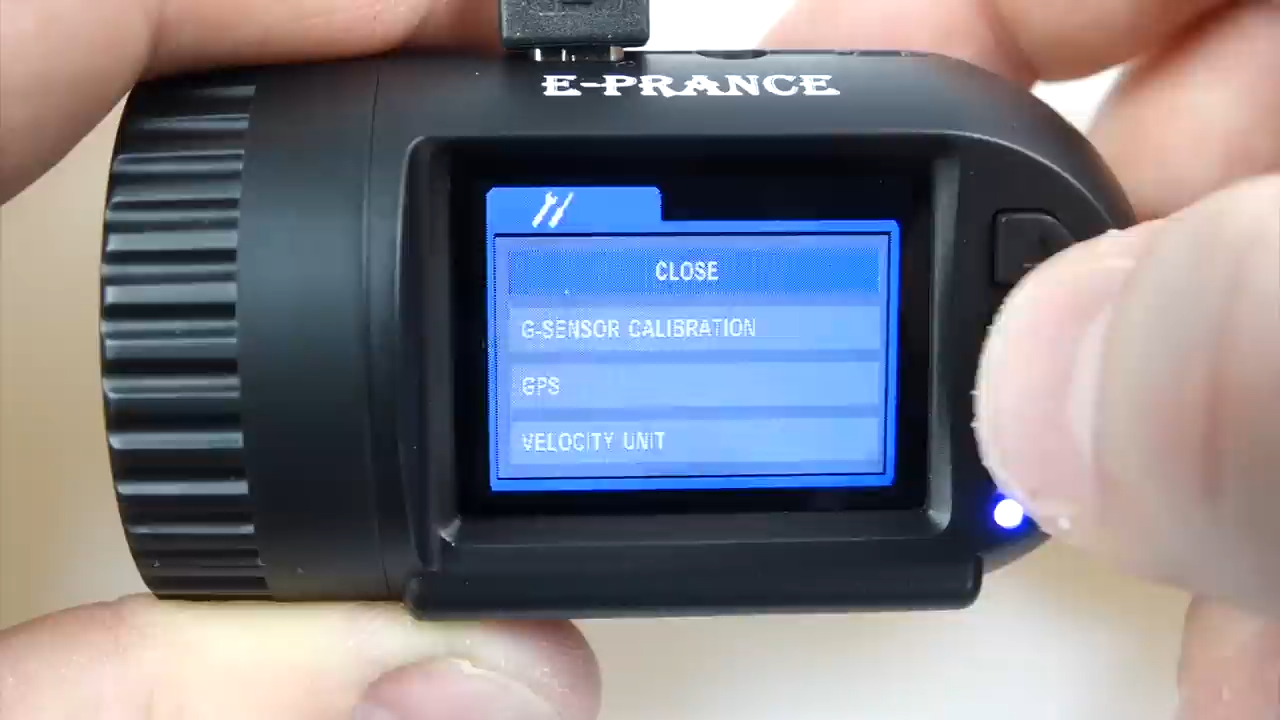 E-PRANCE
CLOSE
G-SENSOR CALIBRATION
GPS
VELOCITY UNIT